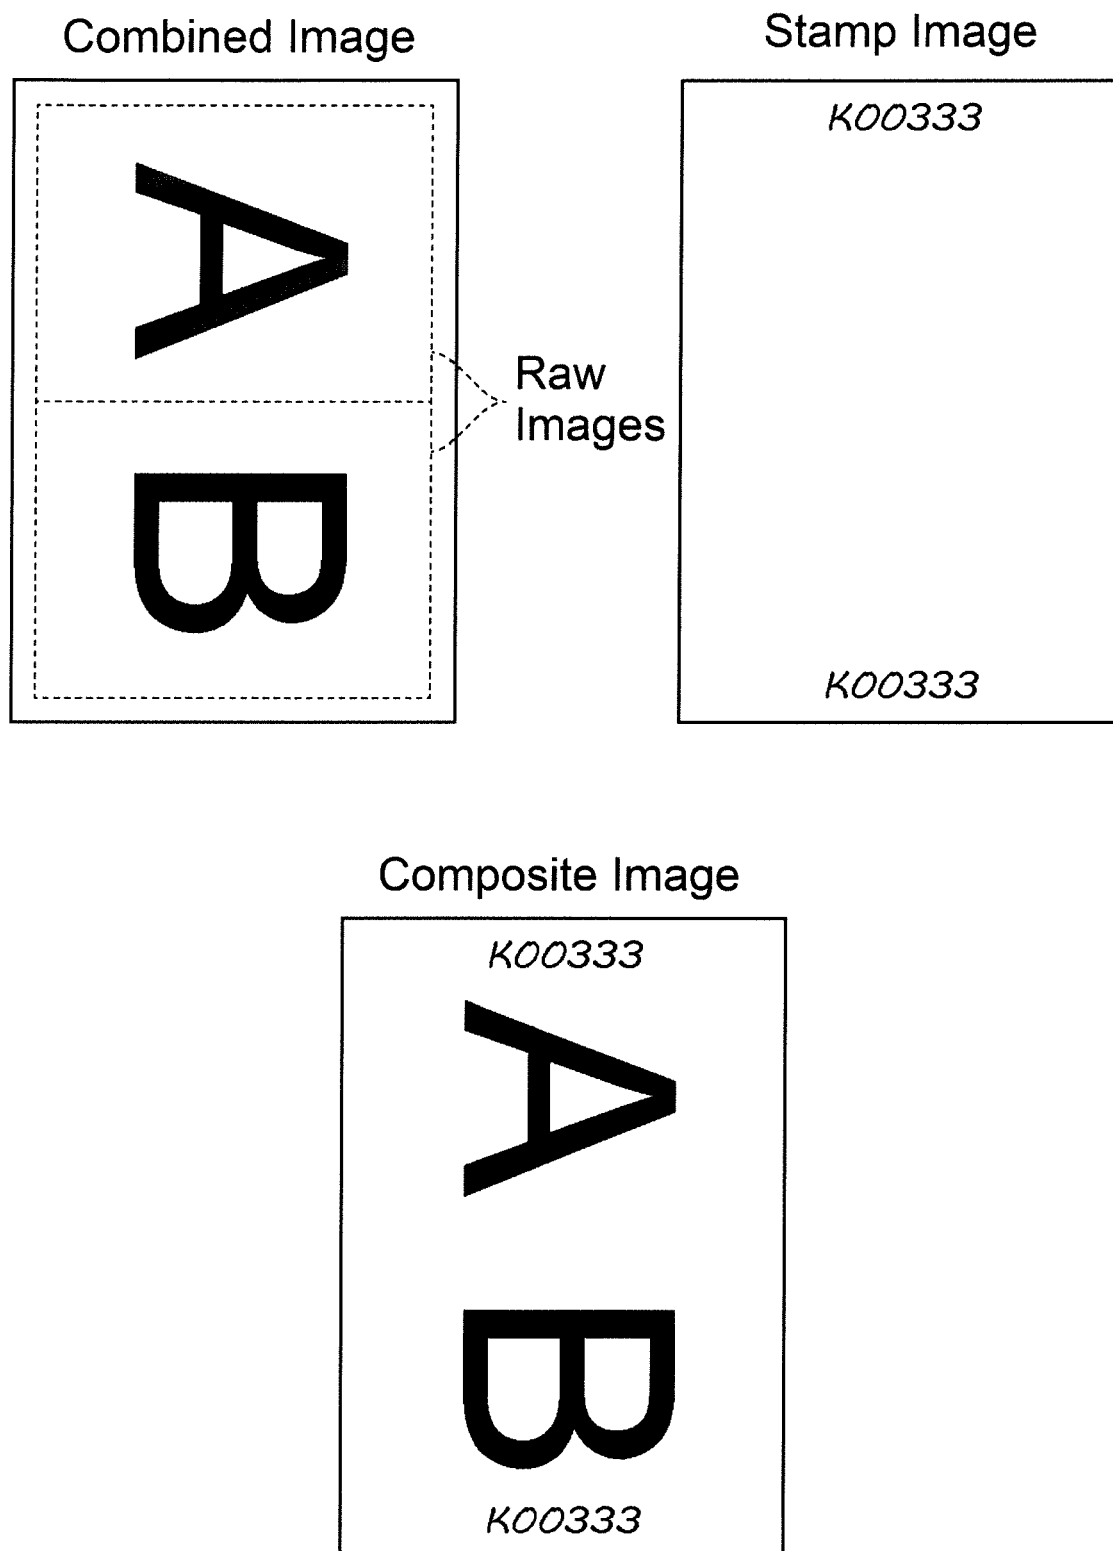 Combined Image
Stamp Image
K00333
A
B
Raw
Images
K00333
Composite Image
K00333
A
B
K00333